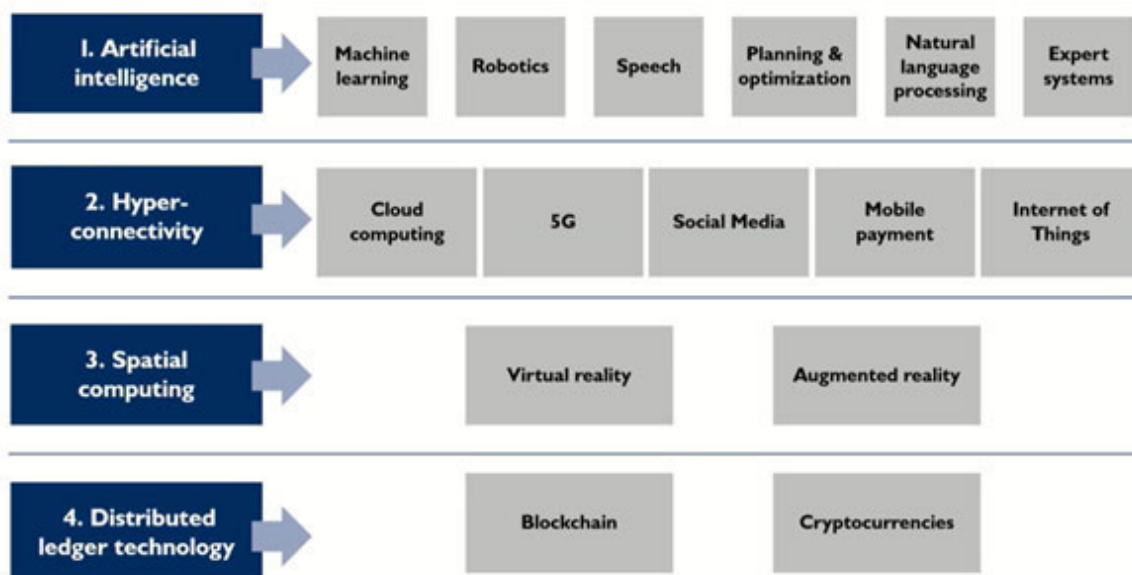 1. Artificial
intelligence
Machine
learning
Robotics
Speech
Planning &
optimization
Natural
language
processing
Expert
systems
2. Hyper-
connectivity
Cloud
computing
5G
Social Media
Mobile
payment
Internet of
Things
3. Spatial
computing
Virtual reality
Augmented reality
4. Distributed
ledger technology
Blockchain
Cryptocurrencies